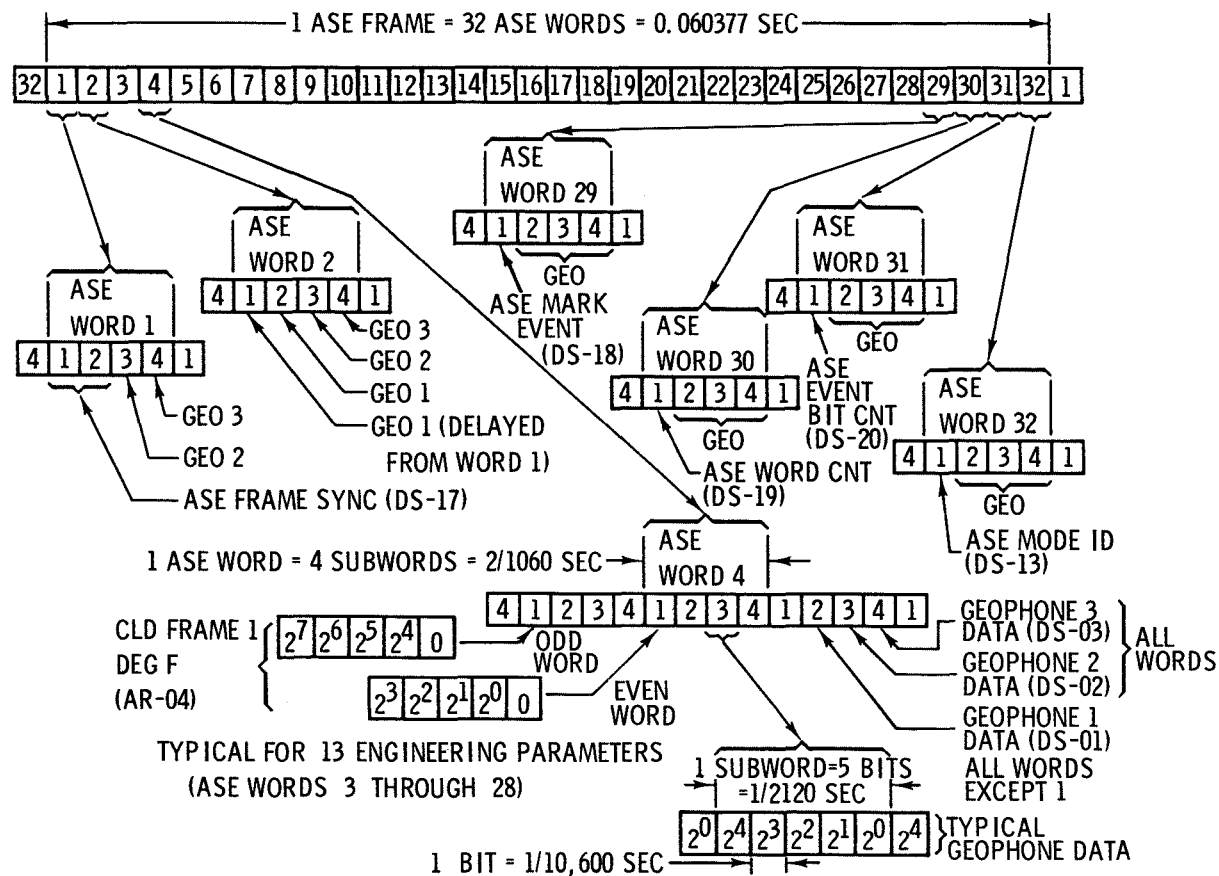 1 ASE FRAME = 32 ASE WORDS = 0.060377 SEC
32 1 2 3 4 5 6 7 8 9 10 11 12 13 14 15 16 17 18 19 20 21 22 23 24 25 26 27 28 29 30 31 32 1
ASE
WORD 29
4 1 2 3 4 1
GEO
ASE MARK
EVENT
(DS-18)
ASE
WORD 2
4 1 2 3 4 1
GEO 3
GEO 2
GEO 1
GEO 1 (DELAYED
FROM WORD 1)
ASE
WORD 1
4 1 2 3 4 1
GEO 3
GEO 2
ASE FRAME SYNC (DS-17)
ASE
WORD 31
4 1 2 3 4 1
GEO
ASE
EVENT
BIT CNT
(DS-20)
ASE
WORD 30
4 1 2 3 4 1
GEO
ASE WORD CNT
(DS-19)
ASE
WORD 32
4 1 2 3 4 1
GEO
ASE MODE ID
(DS-13)
1 ASE WORD = 4 SUBWORDS = 2/1060 SEC
ASE
WORD 4
4 1 2 3 4 1 2 3 4 1 2 3 4 1
CLD FRAME 1
DEG F
(AR-04)
2⁷ 2⁶ 2⁵ 2⁴ 0
ODD
WORD
2³ 2² 2¹ 2⁰ 0
EVEN
WORD
GEOPHONE 3
DATA (DS-03)
GEOPHONE 2
DATA (DS-02)
ALL
WORDS
GEOPHONE 1
DATA (DS-01)
ALL WORDS
EXCEPT 1
TYPICAL FOR 13 ENGINEERING PARAMETERS
(ASE WORDS 3 THROUGH 28)
1 SUBWORD=5 BITS
=1/2120 SEC
2⁰ 2⁴ 2³ 2² 2¹ 2⁰ 2⁴
TYPICAL
GEOPHONE DATA
1 BIT = 1/10,600 SEC